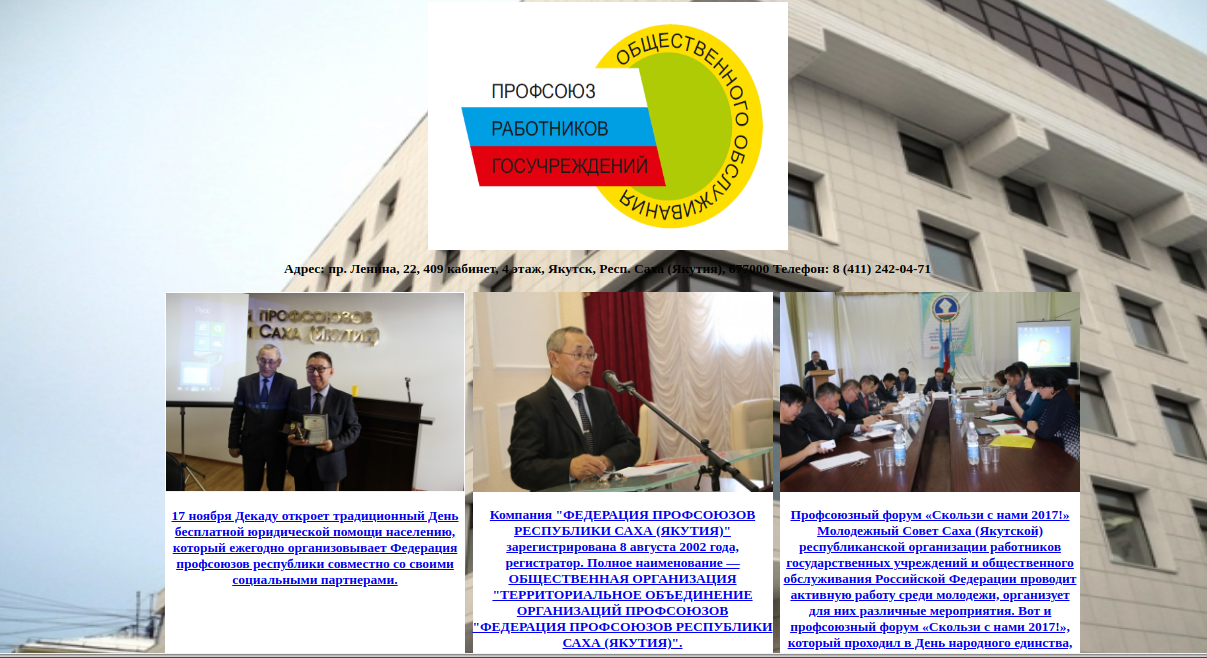 ОБЩЕСТВЕННОГО ОБСЛУЖИВАНИЯ
ПРОФСОЮЗ
РАБОТНИКОВ
ГОСУЧРЕЖДЕНИЙ
Адрес: пр. Ленина, 22, 409 кабинет, 4 этаж, Якутск, Респ. Саха (Якутия), 677000 Телефон: 8 (411) 242-04-71
ПРОФСОЮЗОВ
САХА (ЯКУТИЯ)
17 ноября Декаду откроет традиционный День
бесплатной юридической помощи населению,
который ежегодно организовывает Федерация
профсоюзов республики совместно со своими
социальными партнерами.
Компания "ФЕДЕРАЦИЯ ПРОФСОЮЗОВ
РЕСПУБЛИКИ САХА (ЯКУТИЯ)"
зарегистрирована 8 августа 2002 года,
регистратор. Полное наименование —
ОБЩЕСТВЕННАЯ ОРГАНИЗАЦИЯ
"ТЕРРИТОРИАЛЬНОЕ ОБЪЕДИНЕНИЕ
ОРГАНИЗАЦИЙ ПРОФСОЮЗОВ
"ФЕДЕРАЦИЯ ПРОФСОЮЗОВ РЕСПУБЛИКИ
САХА (ЯКУТИЯ)".
Профсоюзный форум «Скользи с нами 2017!»
Молодежный Совет Саха (Якутской)
республиканской организации работников
государственных учреждений и общественного
обслуживания Российской Федерации проводит
активную работу среди молодежи, организует
для них различные мероприятия. Вот и
профсоюзный форум «Скользи с нами 2017!»,
который проходил в День народного единства,